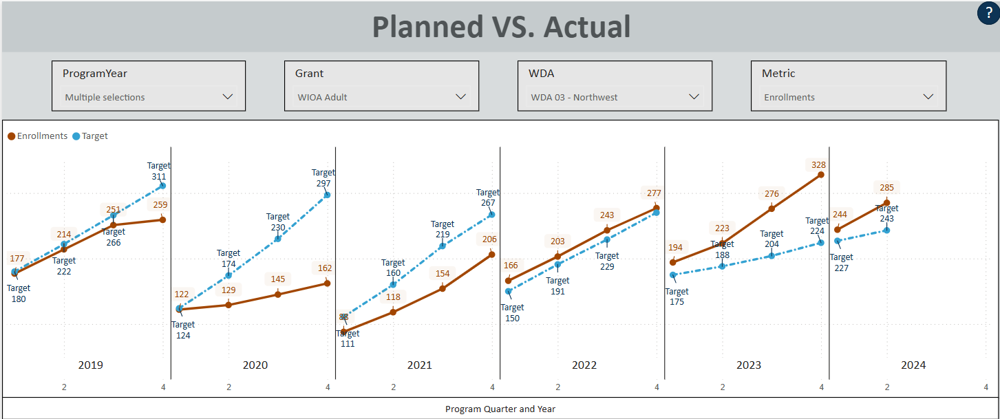 Planned VS. Actual
?
ProgramYear
Multiple selections
Grant
WIOA Adult
WDA
WDA 03 - Northwest
Metric
Enrollments
Enrollments
Target
177
Target
180
214
Target
222
251
Target
266
Target
311
259
122
Target
124
Target
174
129
Target
230
145
Target
297
162
Target
111
Target
160
118
Target
219
154
Target
267
206
166
Target
150
203
Target
191
243
Target
229
277
194
Target
175
223
Target
188
276
Target
204
328
Target
224
244
Target
227
285
Target
243
2019
2020
2021
2022
2023
2024
2
4
2
4
2
4
2
4
2
4
2
4
Program Quarter and Year